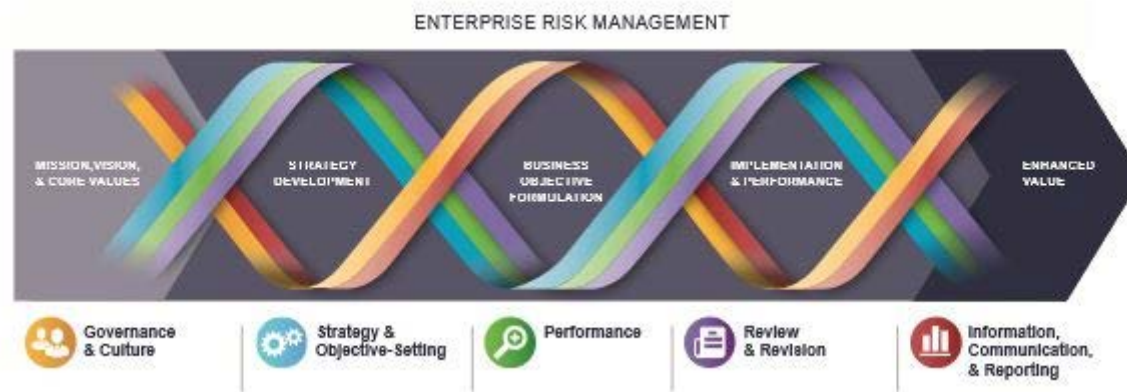 ENTERPRISE RISK MANAGEMENT
MISSION, VISION,
& CORE VALUES
STRATEGY
DEVELOPMENT
BUSINESS
OBJECTIVE
FORMULATION
IMPLEMENTATION
& PERFORMANCE
ENHANCED
VALUE
Governance
& Culture
Strategy &
Objective-Setting
Performance
Review
& Revision
Information,
Communication,
& Reporting